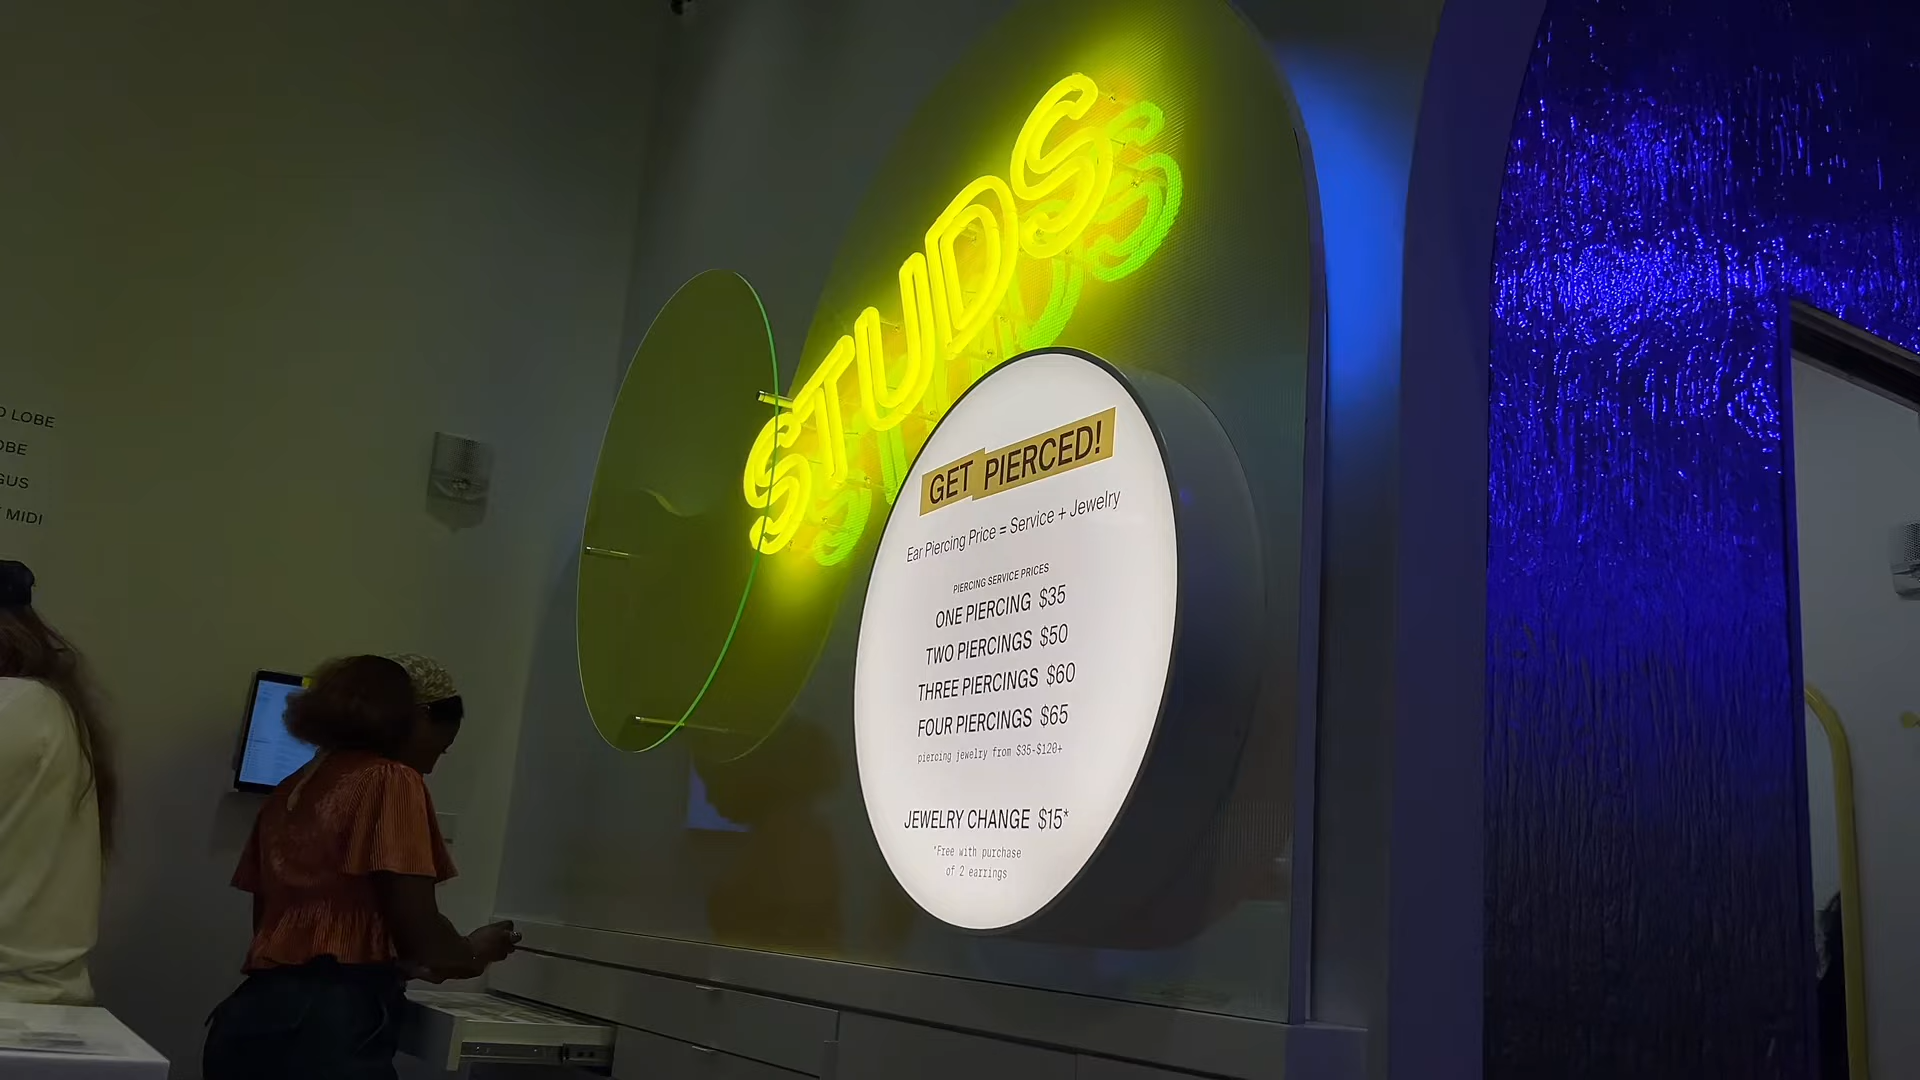 LOBE
MIDI
STUDS
GET PIERCED!
Ear Piercing Price = Service + Jewelry
PIERCING SERVICE PRICES
ONE PIERCING $35
TWO PIERCINGS $50
THREE PIERCINGS $60
FOUR PIERCINGS $65
piercing jewelry from $35-$120+
JEWELRY CHANGE $15*
*Free with purchase
of 2 earrings